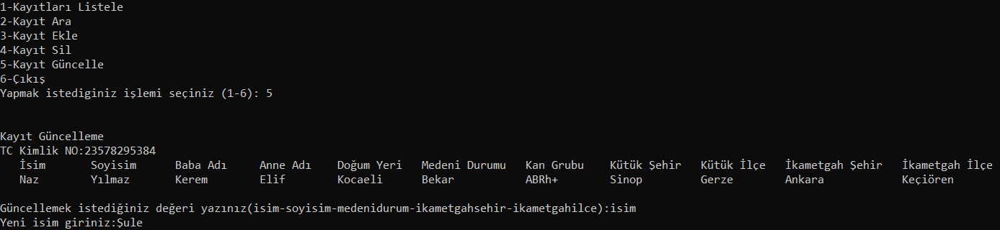 1-Kayıtları Listele
2-Kayıt Ara
3-Kayıt Ekle
4-Kayıt Sil
5-Kayıt Güncelle
6-Çıkış
Yapmak istediginiz işlemi seçiniz (1-6): 5
Kayıt Güncelleme
TC Kimlik NO:23578295384
İsim Soyisim Baba Adı Anne Adı Doğum Yeri Medeni Durumu Kan Grubu Kütük Şehir Kütük İlçe İkametgah Şehir İkametgah İlçe
Naz Yılmaz Kerem Elif Kocaeli Bekar ABRh+ Sinop Gerze Ankara Keçiören
Güncellemek istediğiniz değeri yazınız(isim-soyisim-medenidurum-ikametgahsehir-ikametgahilce):isim
Yeni isim giriniz:Şule